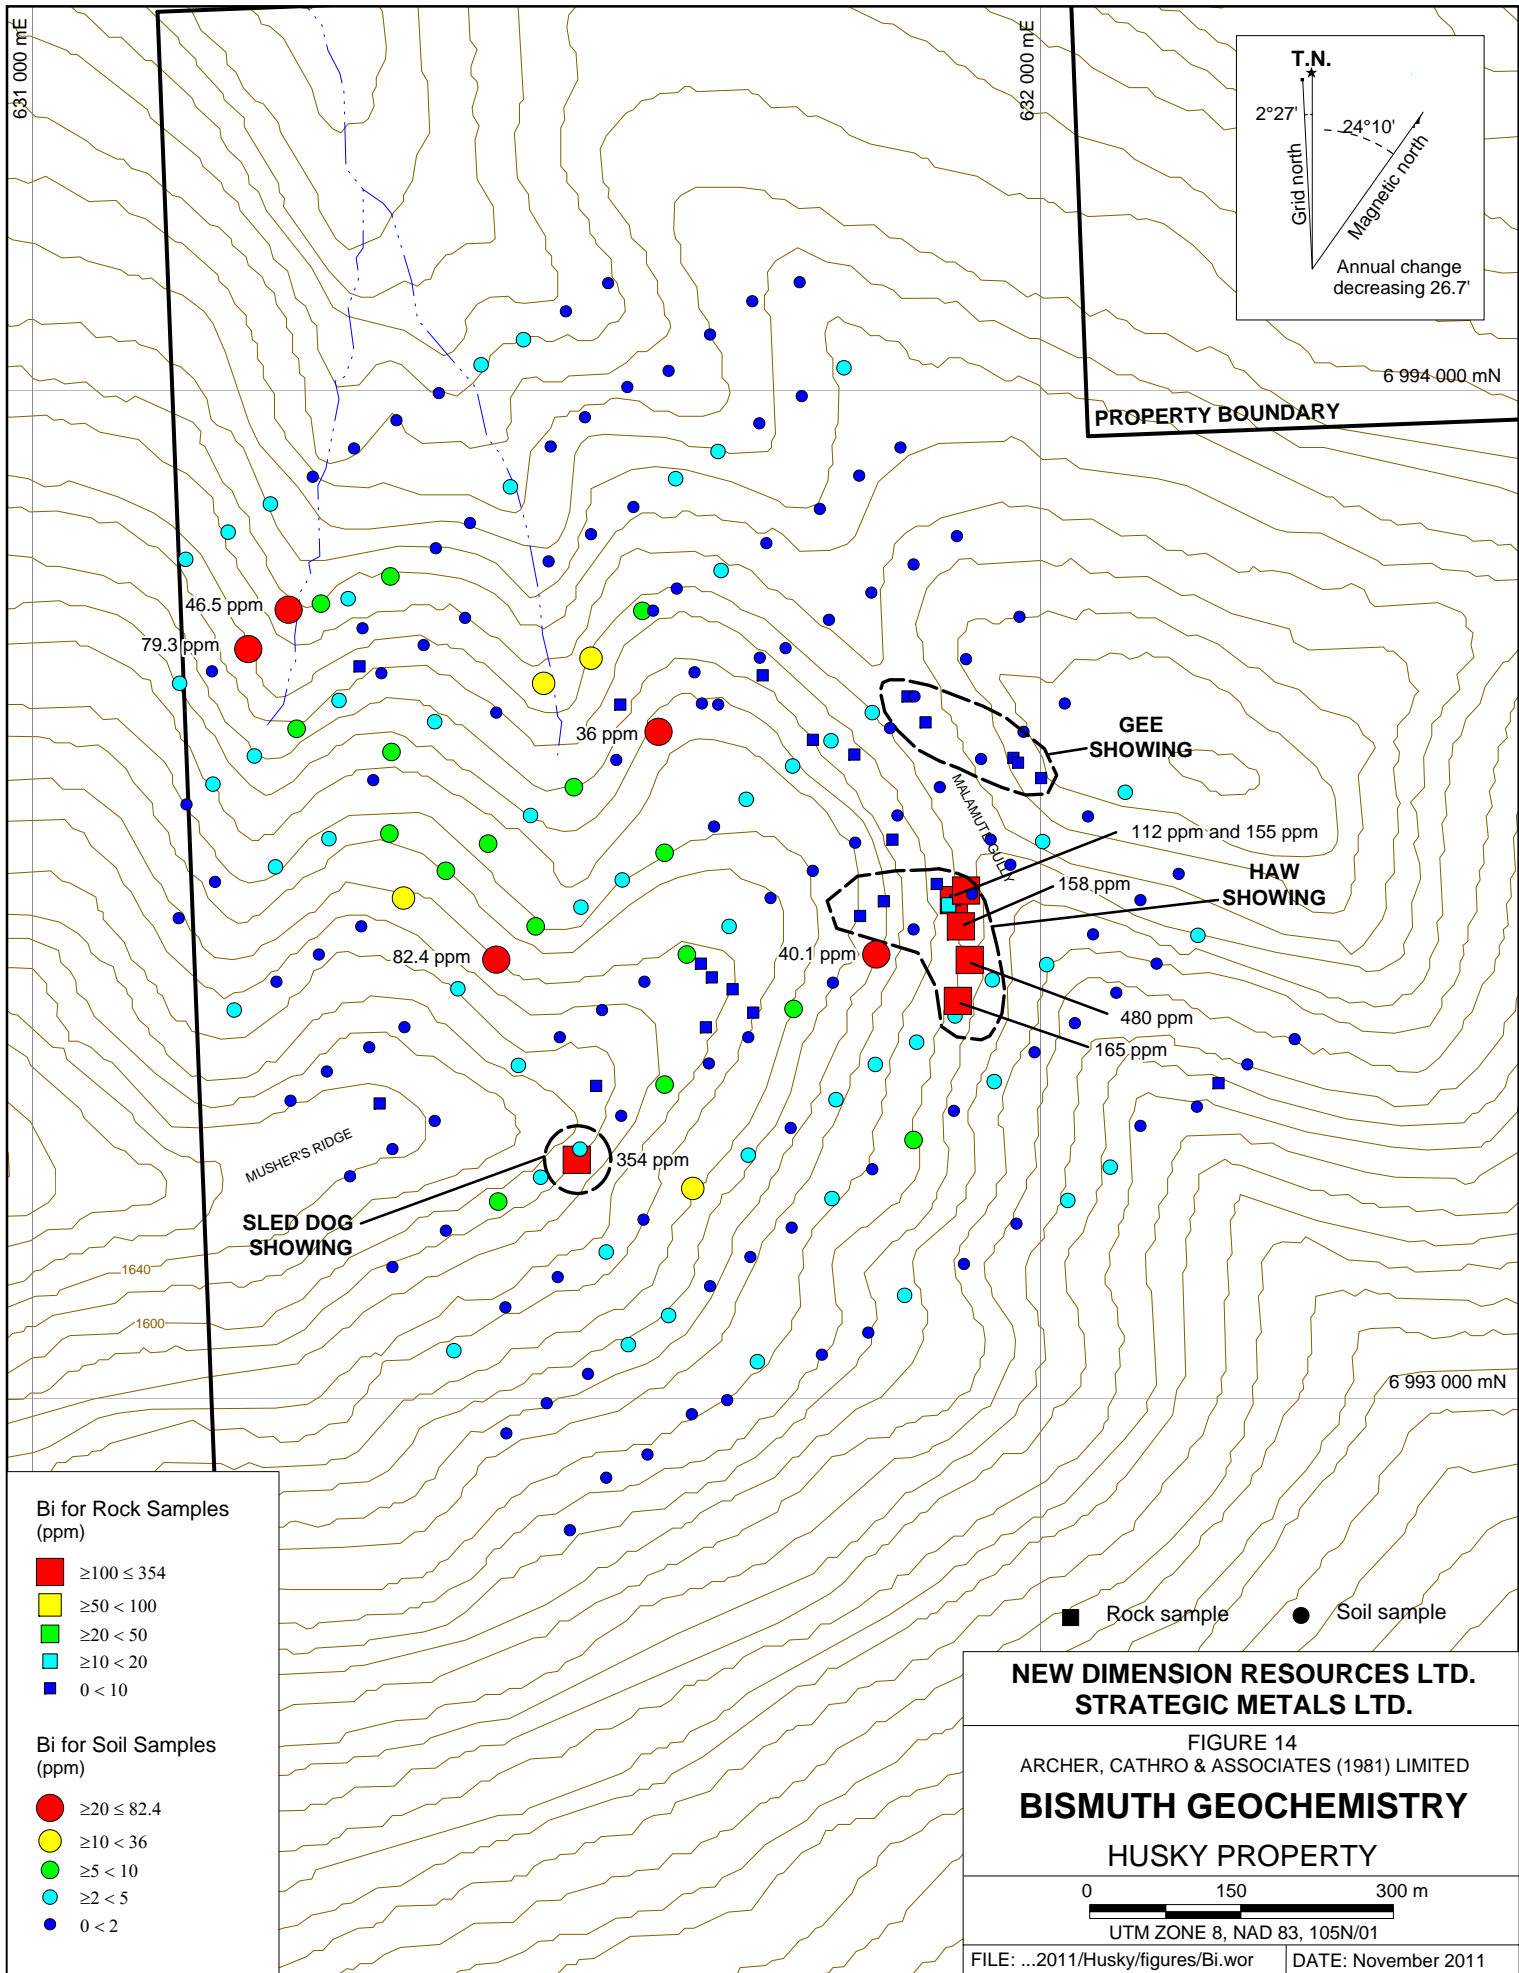 631 000 mE
632 000 mE
T.N.
2°27'
24°10'
Grid north
Magnetic north
Annual change
decreasing 26.7'
6 994 000 mN
PROPERTY BOUNDARY
46.5 ppm
79.3 ppm
36 ppm
GEE
SHOWING
MALAMUTE GULLY
112 ppm and 155 ppm
HAW
SHOWING
158 ppm
82.4 ppm
40.1 ppm
480 ppm
165 ppm
MUSHER'S RIDGE
354 ppm
SLED DOG
SHOWING
1640
1600
6 993 000 mN
Bi for Rock Samples
(ppm)
≥100 ≤ 354
≥50 < 100
≥20 < 50
≥10 < 20
0 < 10
Bi for Soil Samples
(ppm)
≥20 ≤ 82.4
≥10 < 36
≥5 < 10
≥2 < 5
0 < 2
Rock sample
Soil sample
NEW DIMENSION RESOURCES LTD.
STRATEGIC METALS LTD.
FIGURE 14
ARCHER, CATHRO & ASSOCIATES (1981) LIMITED
BISMUTH GEOCHEMISTRY
HUSKY PROPERTY
0 150 300 m
UTM ZONE 8, NAD 83, 105N/01
FILE: ...2011/Husky/figures/Bi.wor
DATE: November 2011